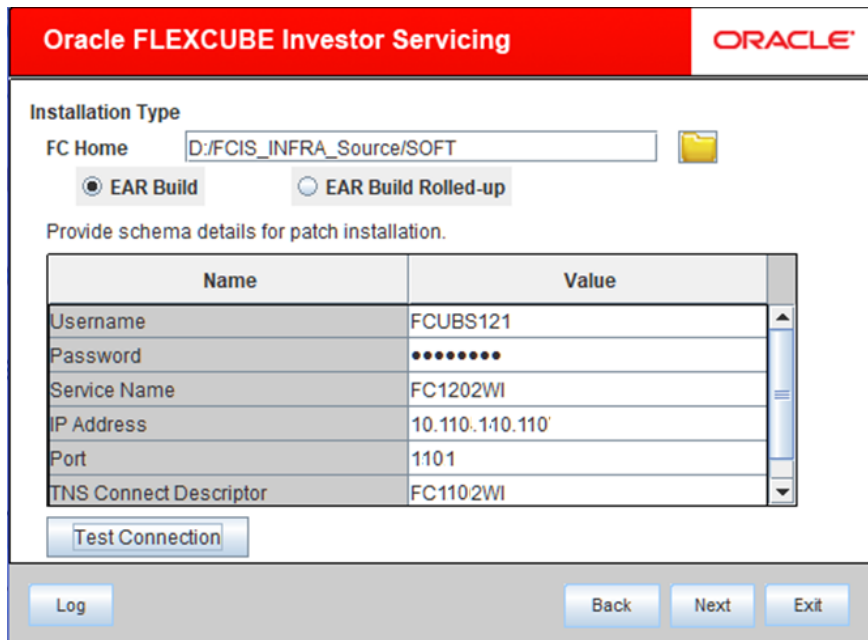 Oracle FLEXCUBE Investor Servicing
ORACLE
Installation Type
FC Home D:/FCIS_INFRA_Source/SOFT
EAR Build EAR Build Rolled-up
Provide schema details for patch installation.
Name Value
Username FCUBS121
Password ••••••••
Service Name FC1202WI
IP Address 10.110.140.110
Port 1101
TNS Connect Descriptor FC1102WI
Test Connection
Log Back Next Exit